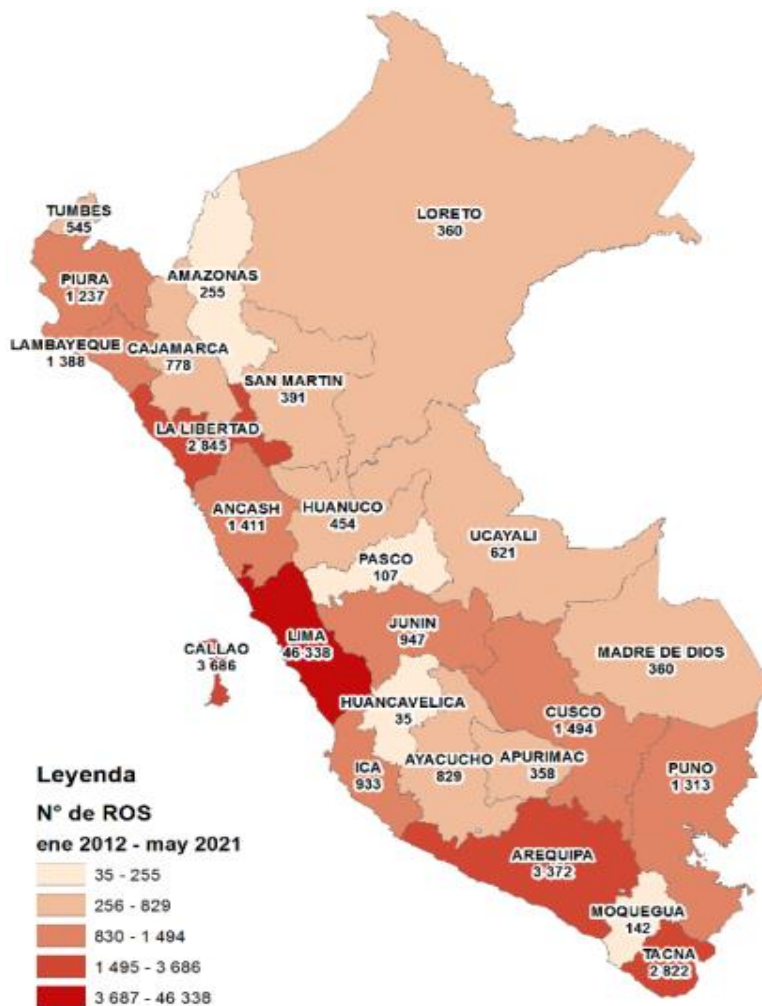 TUMBES
545
LORETO
360
PIURA
1 237
AMAZONAS
255
LAMBAYEQUE
1 388
CAJAMARCA
778
SAN MARTIN
391
LA LIBERTAD
2 845
ANCASH
1 411
HUANUCO
454
UCAYALI
621
PASCO
107
LIMA
46 338
JUNIN
947
CALLAO
3 686
MADRE DE DIOS
360
HUANCAVELICA
35
CUSCO
1 494
ICA
933
AYACUCHO
829
APURIMAC
358
PUNO
1 313
AREQUIPA
3 372
MOQUEGUA
142
TACNA
2 822
Leyenda
N° de ROS
ene 2012 - may 2021
35 - 255
256 - 829
830 - 1 494
1 495 - 3 686
3 687 - 46 338